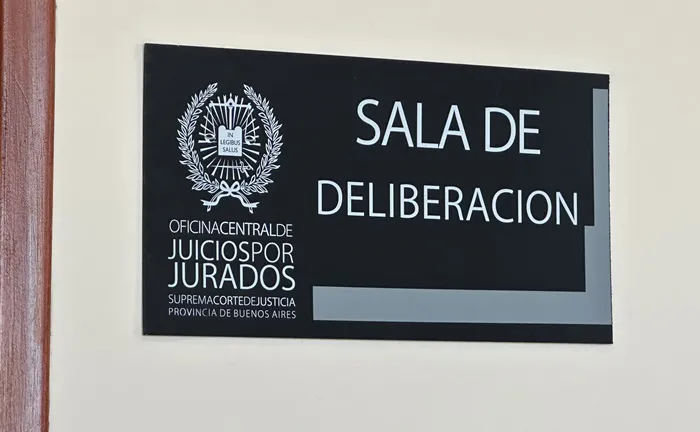 IN
LEGIBUS
SALUS
OFICINACENTRALDE
JUICIOSPOR
JURADOS
SUPREMACORTEDEJUSTICIA
PROVINCIA DE BUENOS AIRES
SALA DE
DELIBERACION